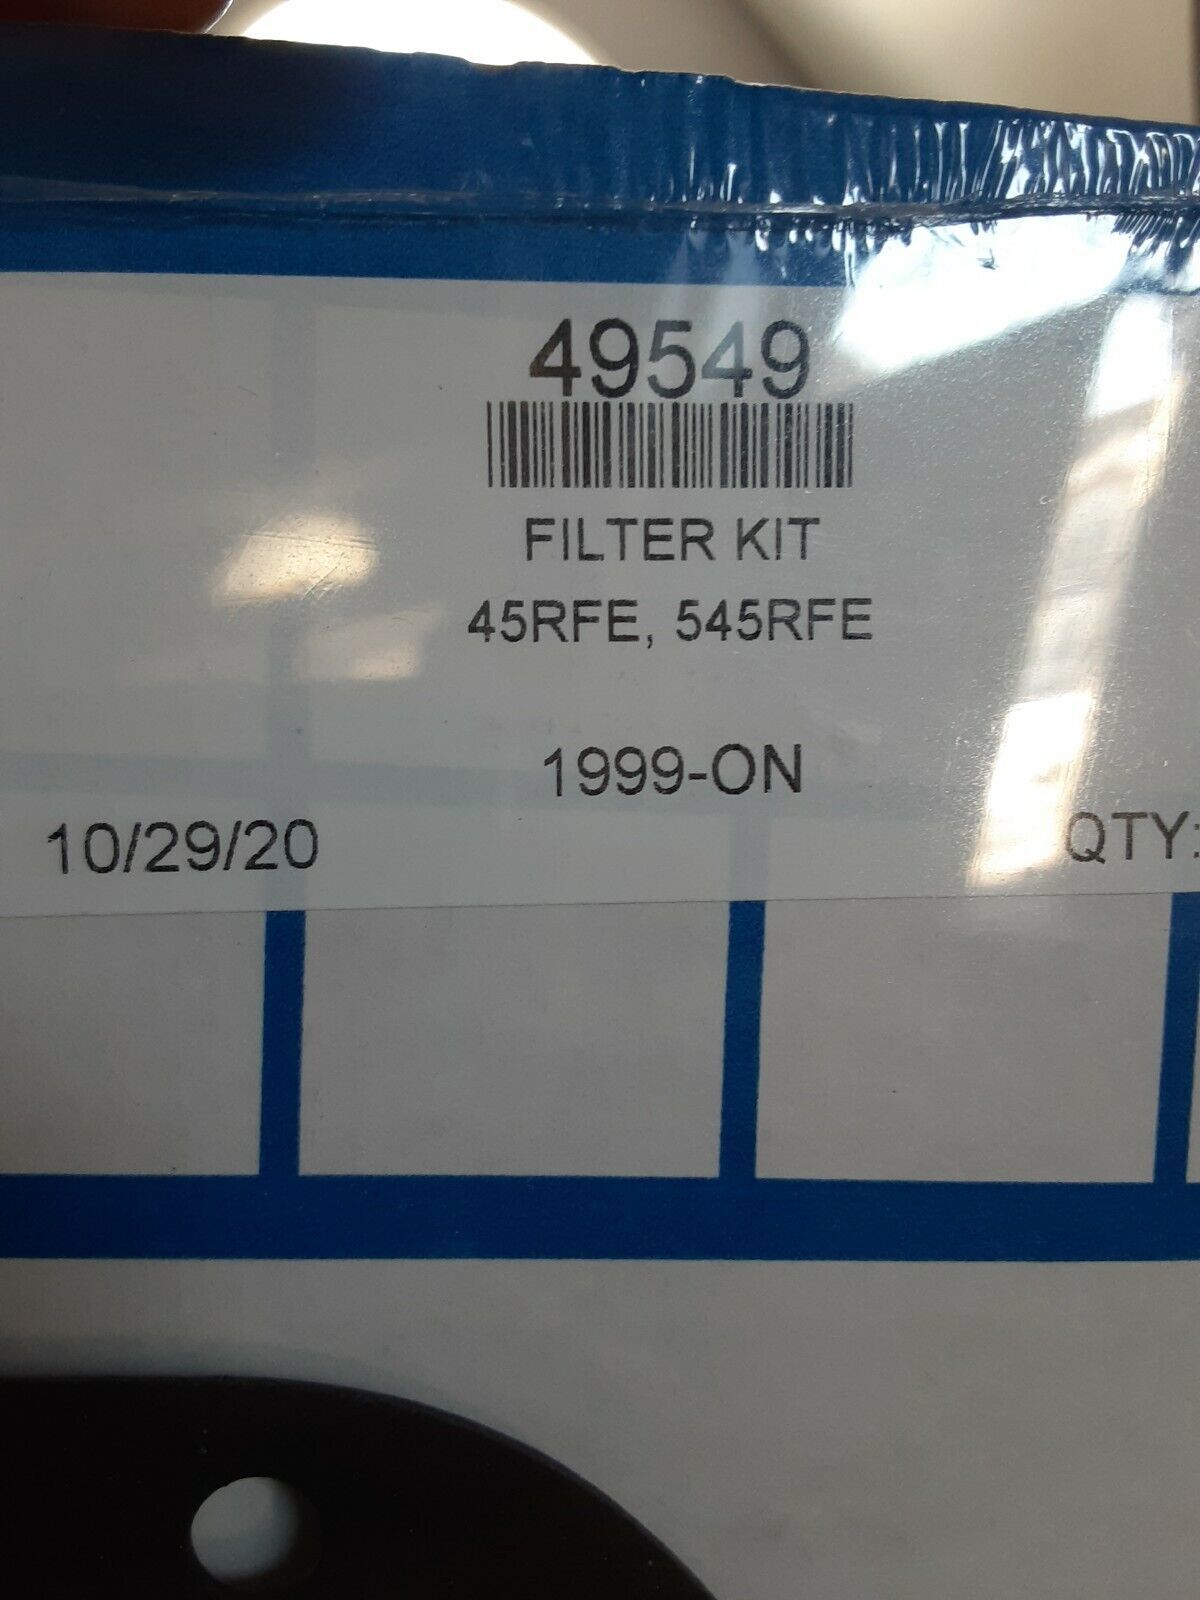 49549
FILTER KIT
45RFE, 545RFE
1999-ON
10/29/20
QTY: